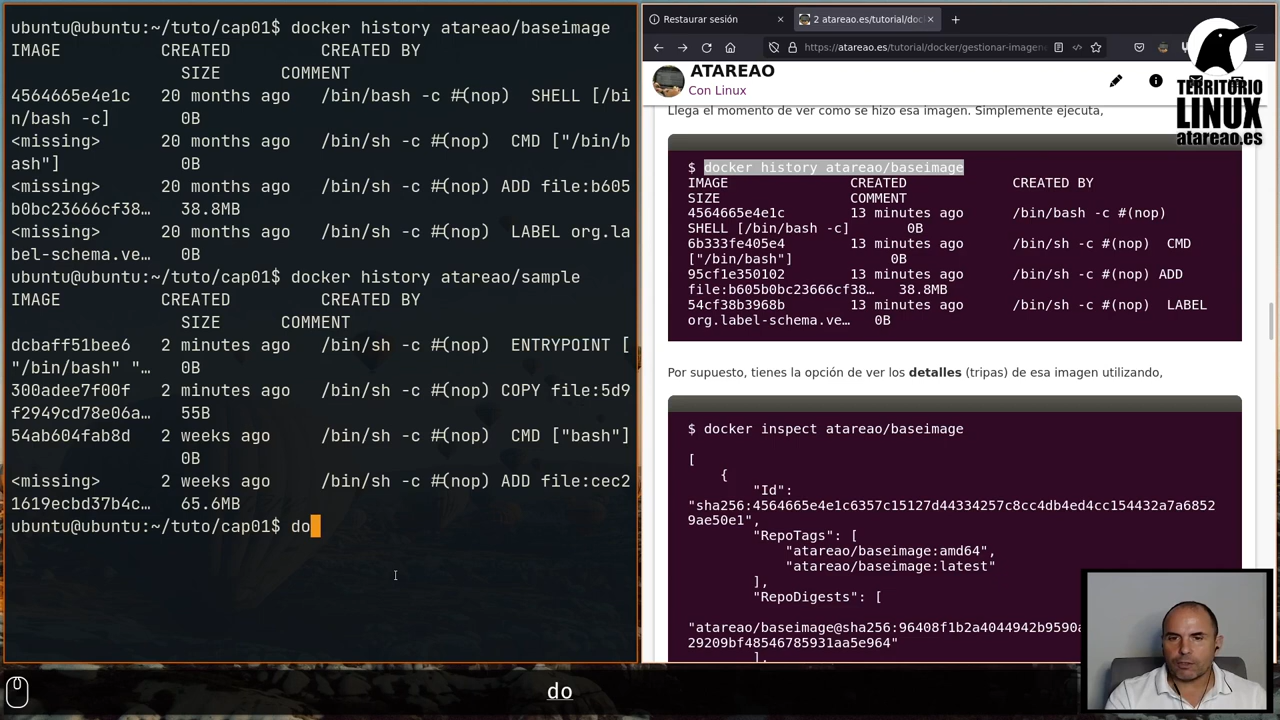 ubuntu@ubuntu:~/tuto/cap01$ docker history atareao/baseimage
IMAGE CREATED CREATED BY
SIZE COMMENT
4564665e4e1c 20 months ago /bin/bash -c #(nop) SHELL [/bi
n/bash -c] 0B
<missing> 20 months ago /bin/sh -c #(nop) CMD ["/bin/b
ash"] 0B
<missing> 20 months ago /bin/sh -c #(nop) ADD file:b605
b0bc23666cf38… 38.8MB
<missing> 20 months ago /bin/sh -c #(nop) LABEL org.la
bel-schema.ve… 0B
ubuntu@ubuntu:~/tuto/cap01$ docker history atareao/sample
IMAGE CREATED CREATED BY
SIZE COMMENT
dcbaff51bee6 2 minutes ago /bin/sh -c #(nop) ENTRYPOINT [
"/bin/bash" "… 0B
300adee7f00f 2 minutes ago /bin/sh -c #(nop) COPY file:5d9
f2949cd78e06a… 55B
54ab604fab8d 2 weeks ago /bin/sh -c #(nop) CMD ["bash"]
0B
<missing> 2 weeks ago /bin/sh -c #(nop) ADD file:cec2
1619ecbd37b4c… 65.6MB
ubuntu@ubuntu:~/tuto/cap01$ do
Restaurar sesión
2 atareao.es/tutorial/doc
https://atareao.es/tutorial/docker/gestionar-imagen
ATAREAO
Con Linux
TERRITORIO
LINUX
atareao.es
Llega el momento de ver como se hizo esa imagen. Simplemente ejecuta,
$ docker history atareao/baseimage
IMAGE CREATED CREATED BY
SIZE COMMENT
4564665e4e1c 13 minutes ago /bin/bash -c #(nop)
SHELL [/bin/bash -c] 0B
6b333fe405e4 13 minutes ago /bin/sh -c #(nop) CMD
["/bin/bash"] 0B
95cf1e350102 13 minutes ago /bin/sh -c #(nop) ADD
file:b605b0bc23666cf38… 38.8MB
54cf38b3968b 13 minutes ago /bin/sh -c #(nop) LABEL
org.label-schema.ve… 0B
Por supuesto, tienes la opción de ver los detalles (tripas) de esa imagen utilizando,
$ docker inspect atareao/baseimage
[
{
"Id":
"sha256:4564665e4e1c6357c15127d44334257c8cc4db4ed4cc154432a7a6852
9ae50e1",
"RepoTags": [
"atareao/baseimage:amd64",
"atareao/baseimage:latest"
],
"RepoDigests": [
"atareao/baseimage@sha256:96408f1b2a4044942b9590
29209bf48546785931aa5e964"
],
do